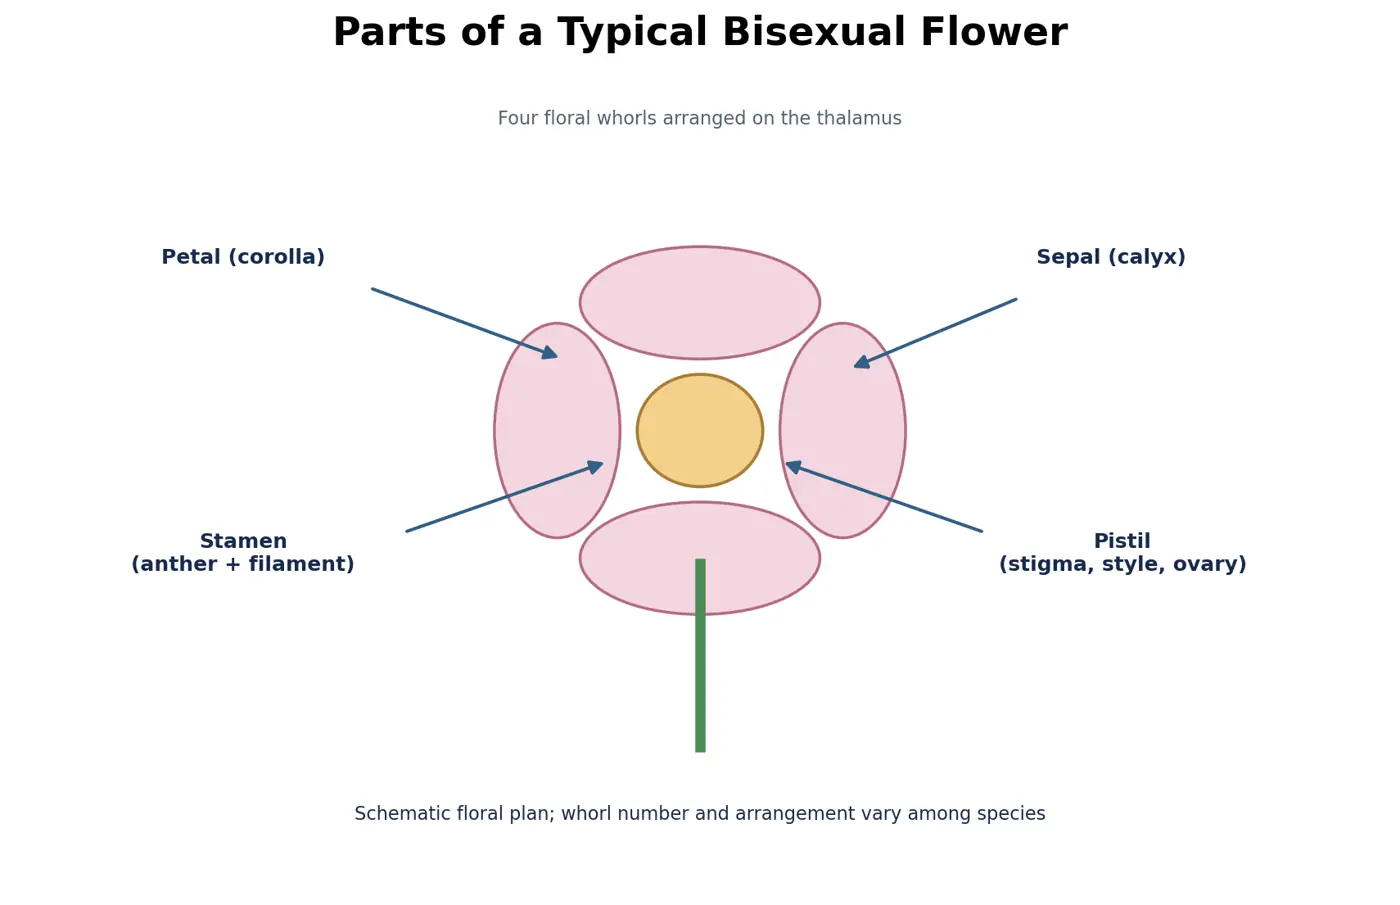 Parts of a Typical Bisexual Flower
Four floral whorls arranged on the thalamus
Petal (corolla)
Sepal (calyx)
Stamen
(anther + filament)
Pistil
(stigma, style, ovary)
Schematic floral plan; whorl number and arrangement vary among species